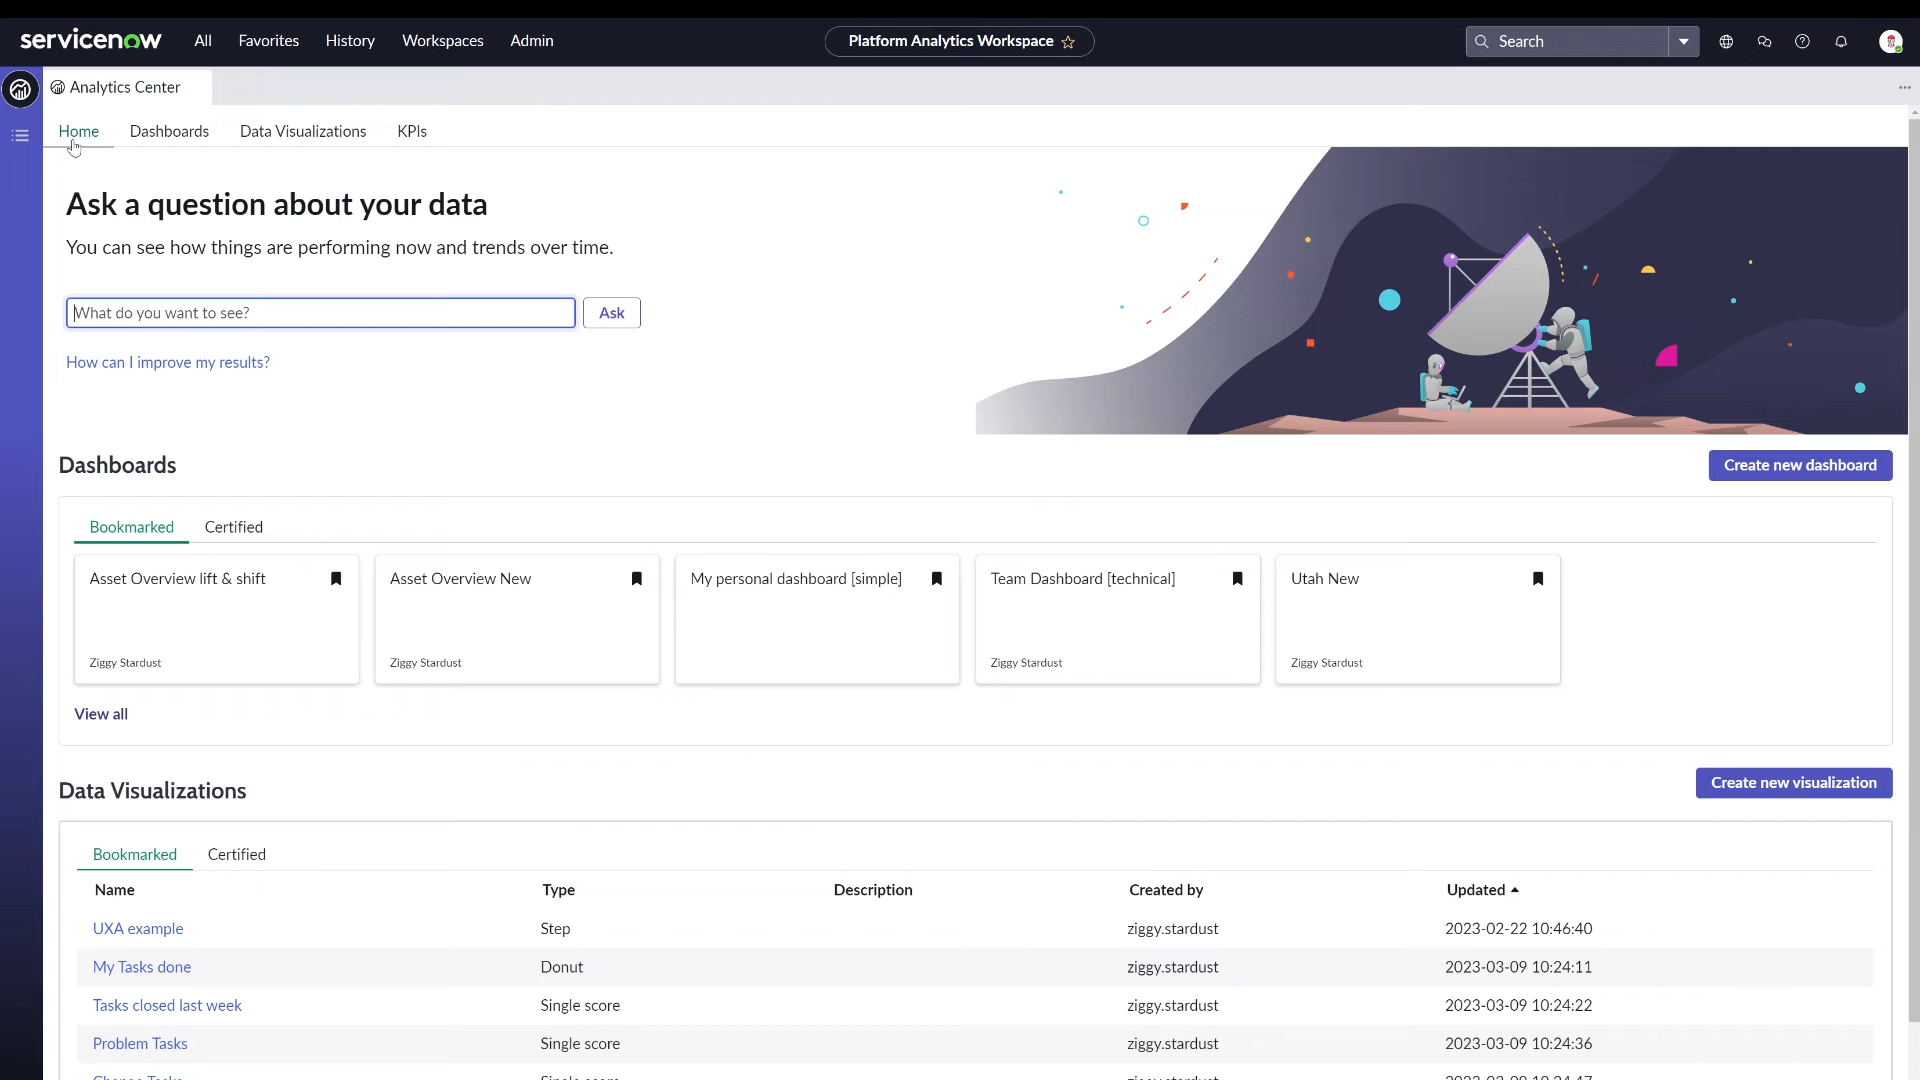 servicenow All Favorites History Workspaces Admin Platform Analytics Workspace Search
Analytics Center
Home Dashboards Data Visualizations KPIs
Ask a question about your data
You can see how things are performing now and trends over time.
What do you want to see? Ask
How can I improve my results?
Dashboards Create new dashboard
Bookmarked Certified
Asset Overview lift & shift Asset Overview New My personal dashboard [simple] Team Dashboard [technical] Utah New
Ziggy Stardust Ziggy Stardust Ziggy Stardust Ziggy Stardust
View all
Data Visualizations Create new visualization
Bookmarked Certified
Name Type Description Created by Updated
UXA example Step ziggy.stardust 2023-02-22 10:46:40
My Tasks done Donut ziggy.stardust 2023-03-09 10:24:11
Tasks closed last week Single score ziggy.stardust 2023-03-09 10:24:22
Problem Tasks Single score ziggy.stardust 2023-03-09 10:24:36